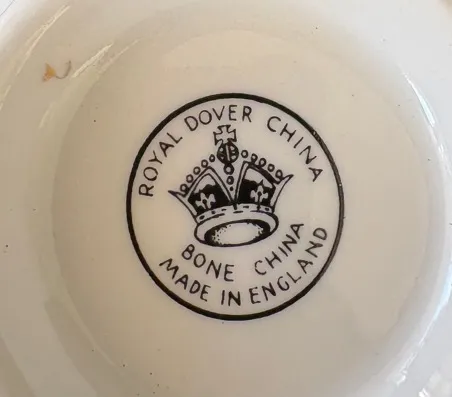 ROYAL DOVER CHINA
BONE CHINA
MADE IN ENGLAND